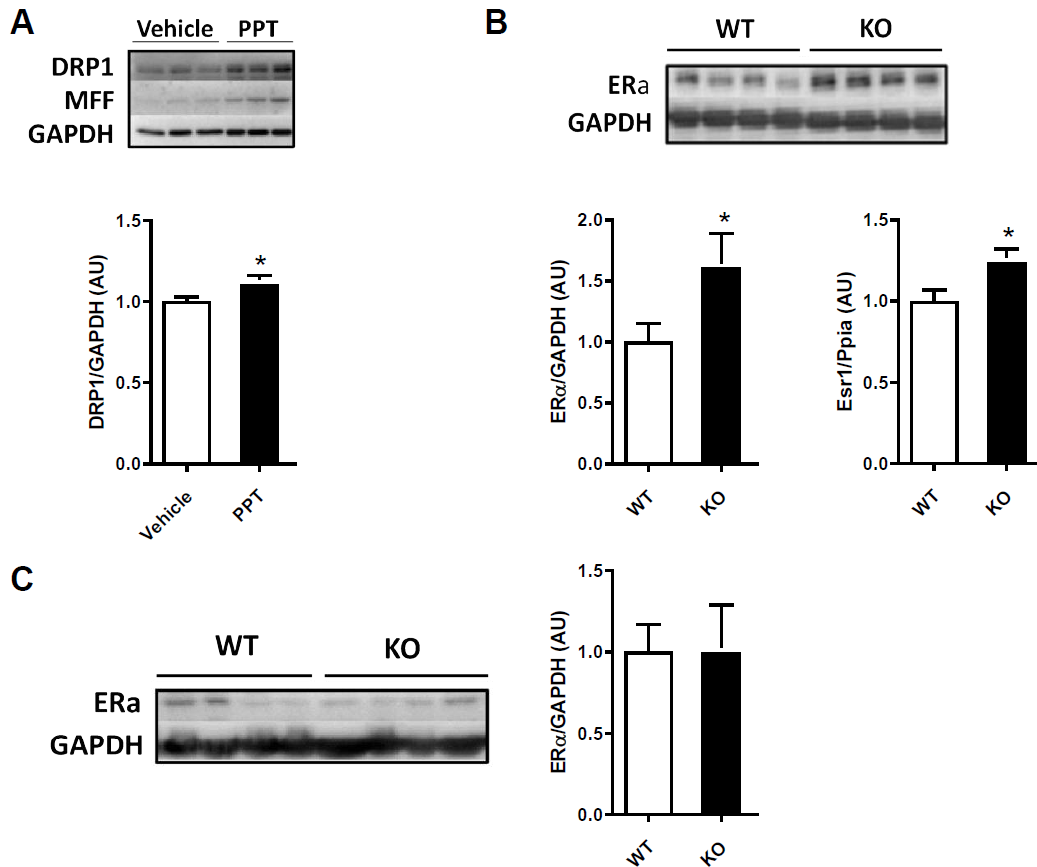 A
Vehicle PPT
DRP1
MFF
GAPDH
1.5
1.0
0.5
0.0
DRP1/GAPDH (AU)
*
Vehicle
PPT
B
WT KO
ERa
GAPDH
2.0
1.5
1.0
0.5
0.0
ERα/GAPDH (AU)
*
WT
KO
1.5
1.0
0.5
0.0
Esr1/Ppia (AU)
*
WT
KO
C
WT KO
ERa
GAPDH
1.5
1.0
0.5
0.0
ERα/GAPDH (AU)
WT
KO